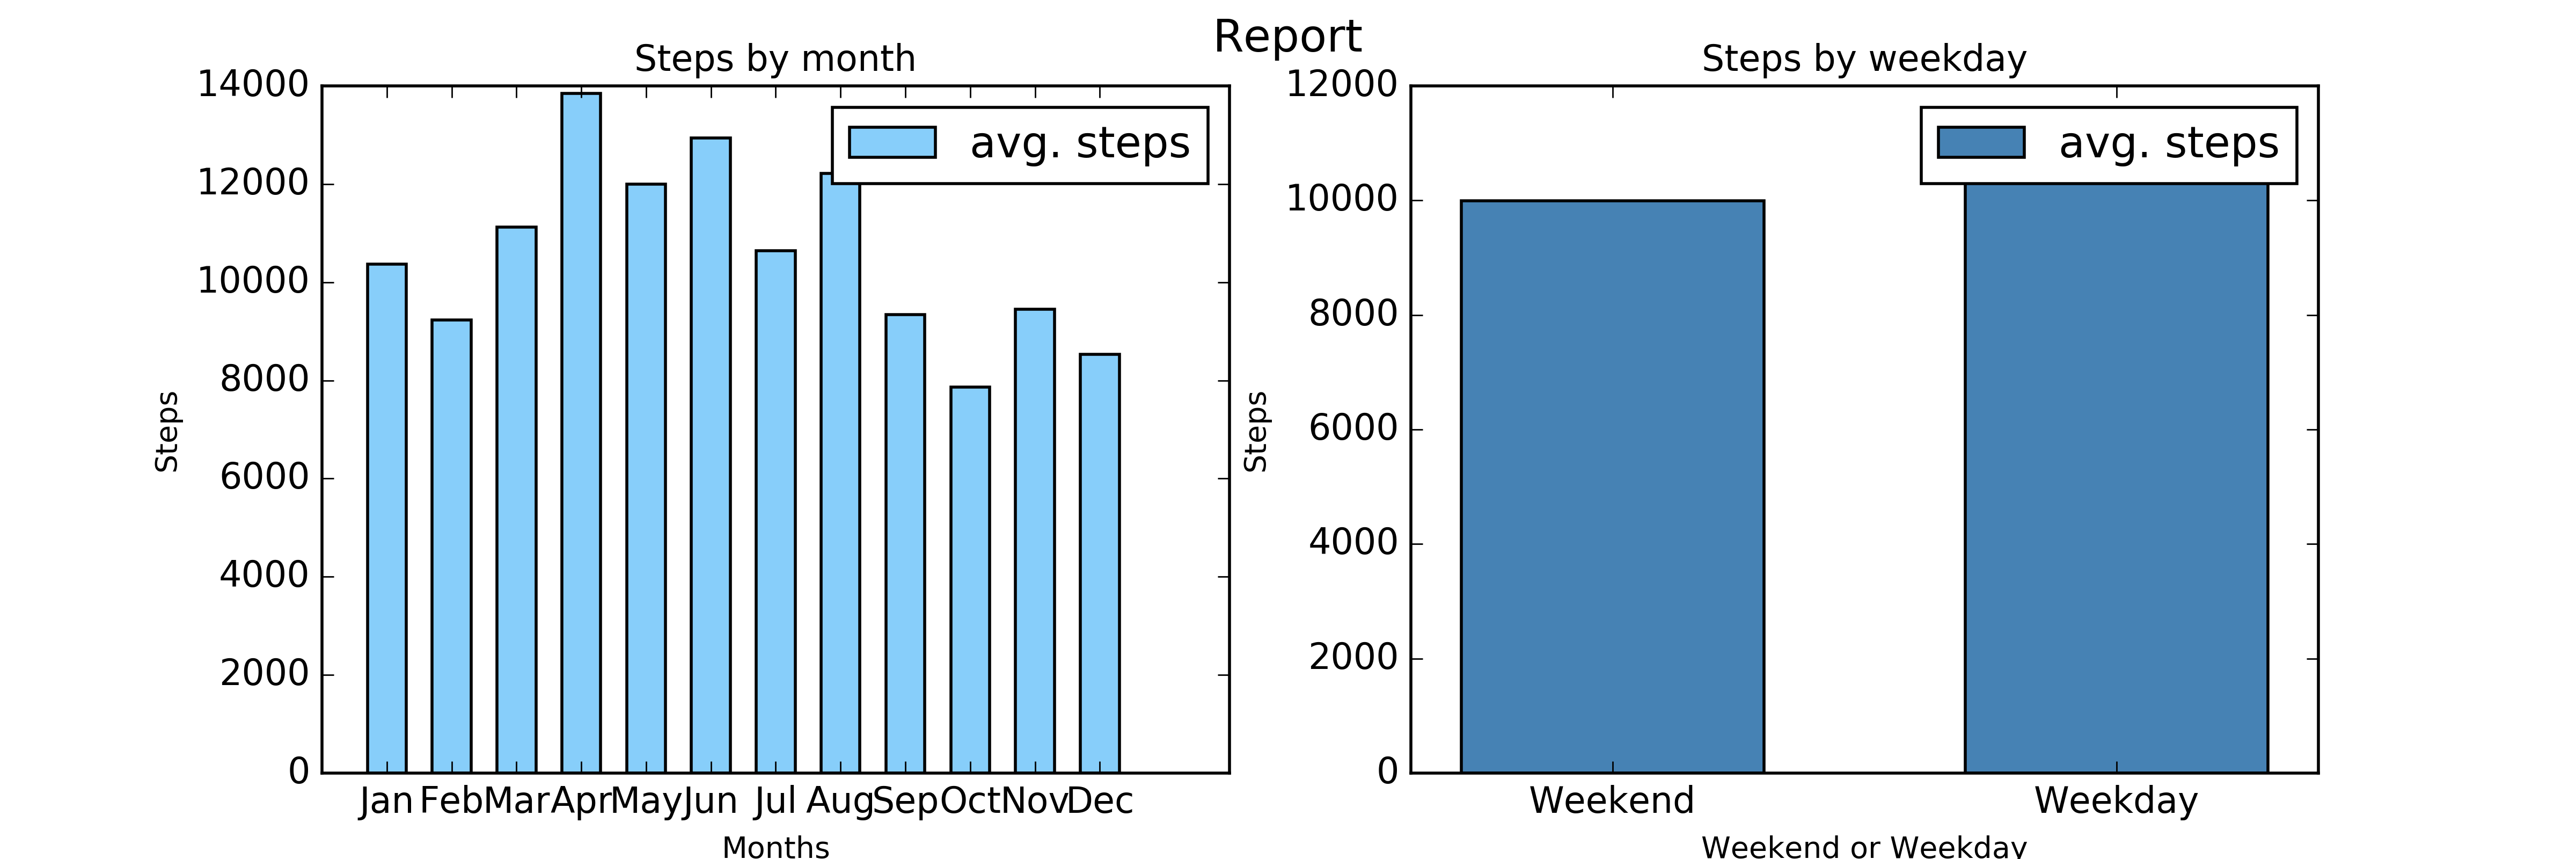 Report
Steps by month
14000
12000
10000
8000
6000
4000
2000
0
Steps
avg. steps
Jan Feb Mar Apr May Jun Jul Aug Sep Oct Nov Dec
Months
Steps by weekday
12000
10000
8000
6000
4000
2000
0
Steps
avg. steps
Weekend Weekday
Weekend or Weekday